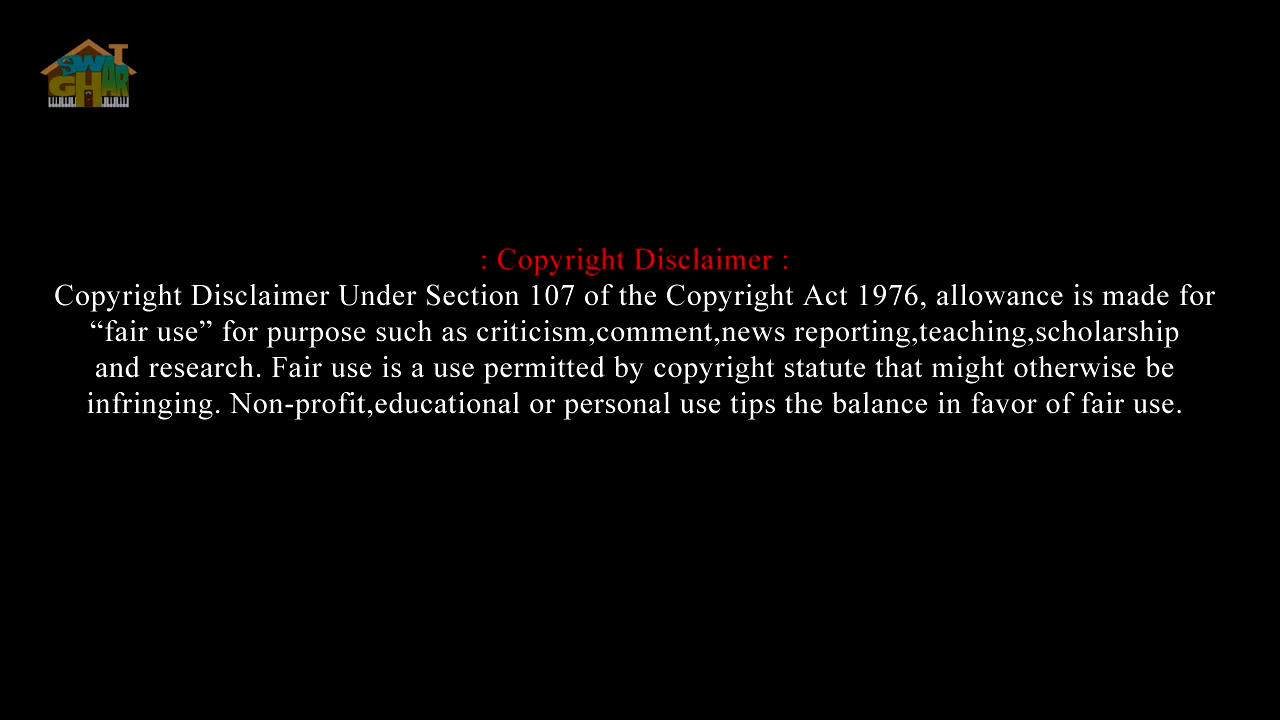 SWT
GHAR
: Copyright Disclaimer :
Copyright Disclaimer Under Section 107 of the Copyright Act 1976, allowance is made for
“fair use” for purpose such as criticism,comment,news reporting,teaching,scholarship
and research. Fair use is a use permitted by copyright statute that might otherwise be
infringing. Non-profit,educational or personal use tips the balance in favor of fair use.